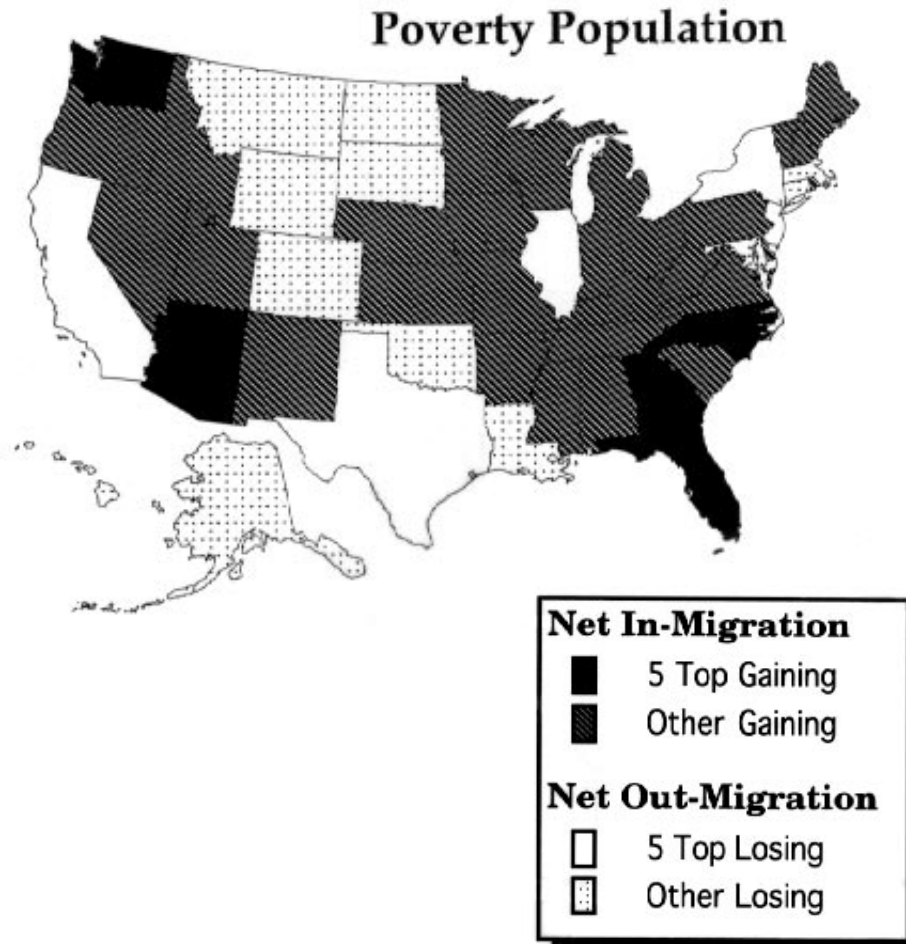 Poverty Population
Net In-Migration
5 Top Gaining
Other Gaining
Net Out-Migration
5 Top Losing
Other Losing